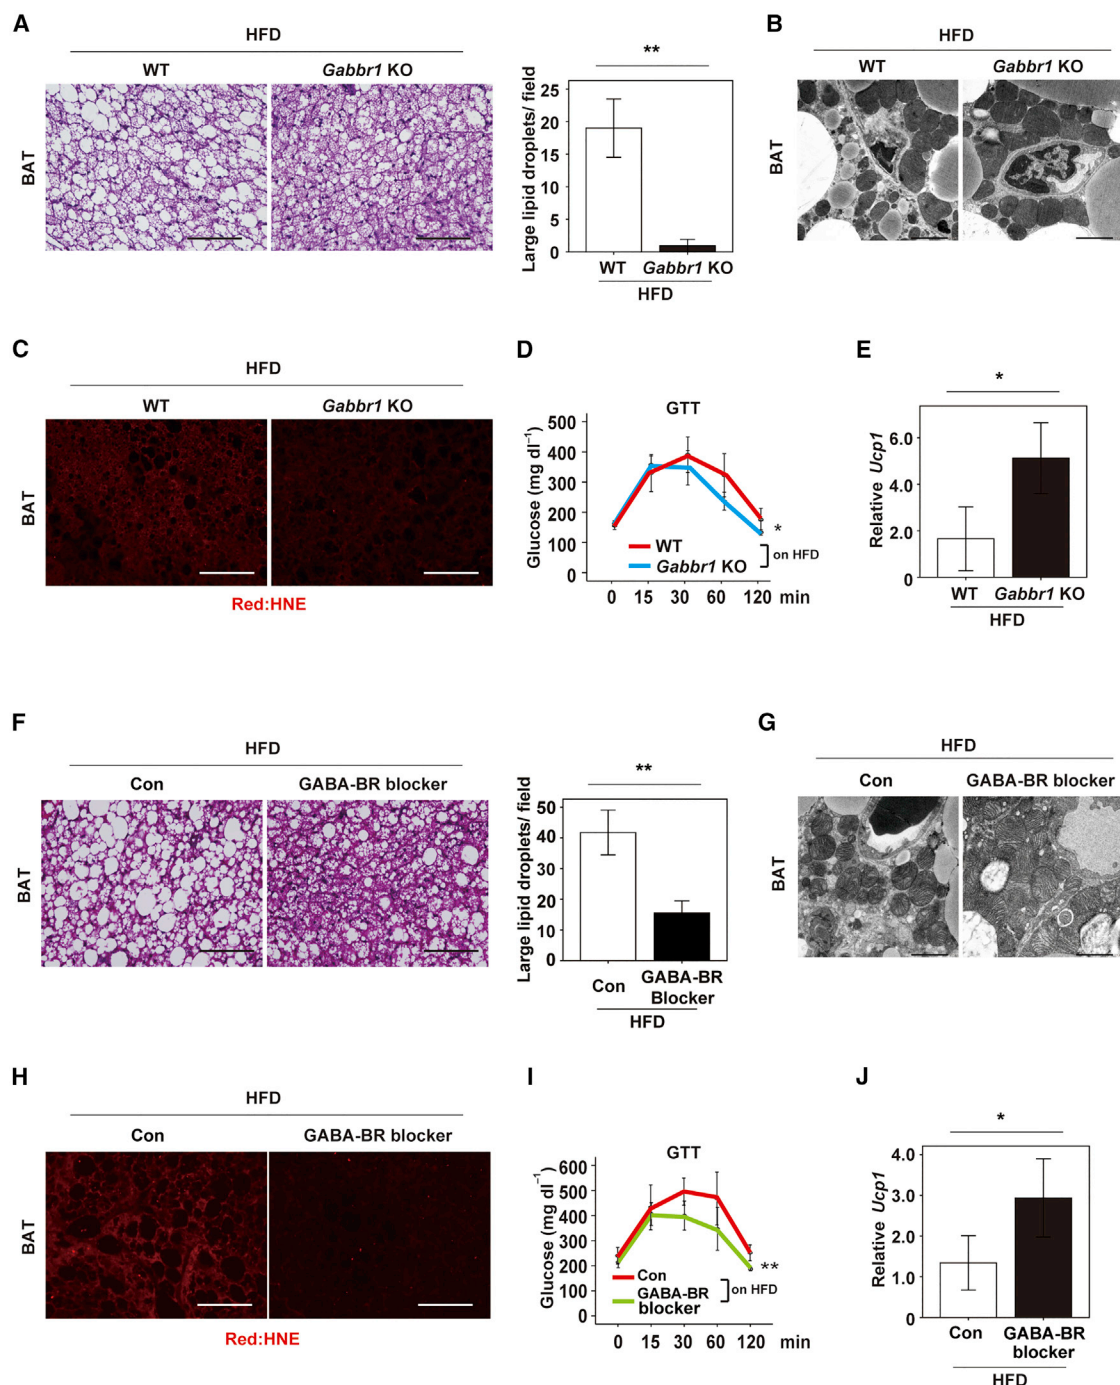 A
HFD
WT
Gabbr1 KO
BAT
**
Large lipid droplets/ field
25
20
15
10
5
0
WT
Gabbr1 KO
HFD
B
HFD
WT
Gabbr1 KO
BAT
C
HFD
WT
Gabbr1 KO
BAT
Red:HNE
D
GTT
Glucose (mg dl⁻¹)
500
400
300
200
100
0
WT
Gabbr1 KO
on HFD
*
0 15 30 60 120 min
E
*
Relative Ucp1
6.0
4.0
2.0
0
WT
Gabbr1 KO
HFD
F
HFD
Con
GABA-BR blocker
BAT
**
Large lipid droplets/ field
50
40
30
20
10
0
Con
GABA-BR
Blocker
HFD
G
HFD
Con
GABA-BR blocker
BAT
H
HFD
Con
GABA-BR blocker
BAT
Red:HNE
I
GTT
Glucose (mg dl⁻¹)
600
500
400
300
200
100
0
Con
GABA-BR
blocker
on HFD
**
0 15 30 60 120 min
J
*
Relative Ucp1
4.0
3.0
2.0
1.0
0
Con
GABA-BR
blocker
HFD